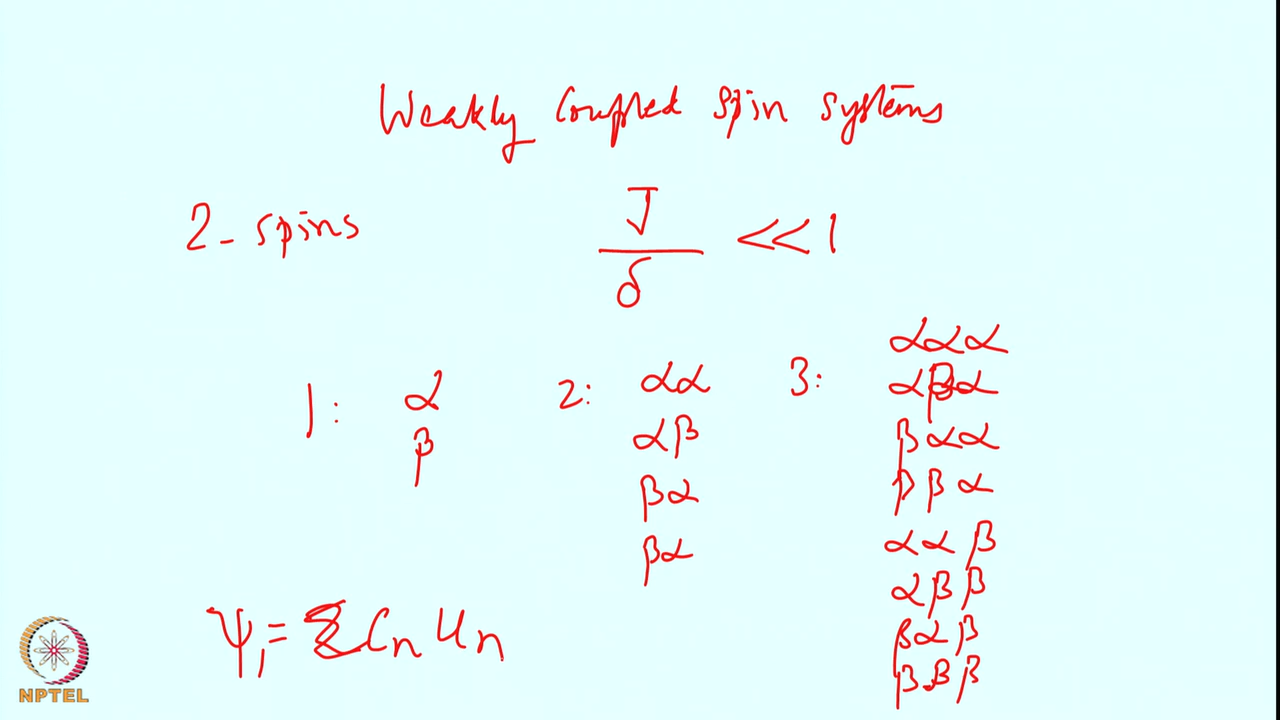 Weakly Coupled Spin Systems
2- spins
J
δ
<< 1
1:
α
β
2:
αα
αβ
βα
βα
3:
ααα
αβα
βαα
ββα
ααβ
αββ
βαβ
βββ
Ψ₁ = Σ Cn Un
NPTEL